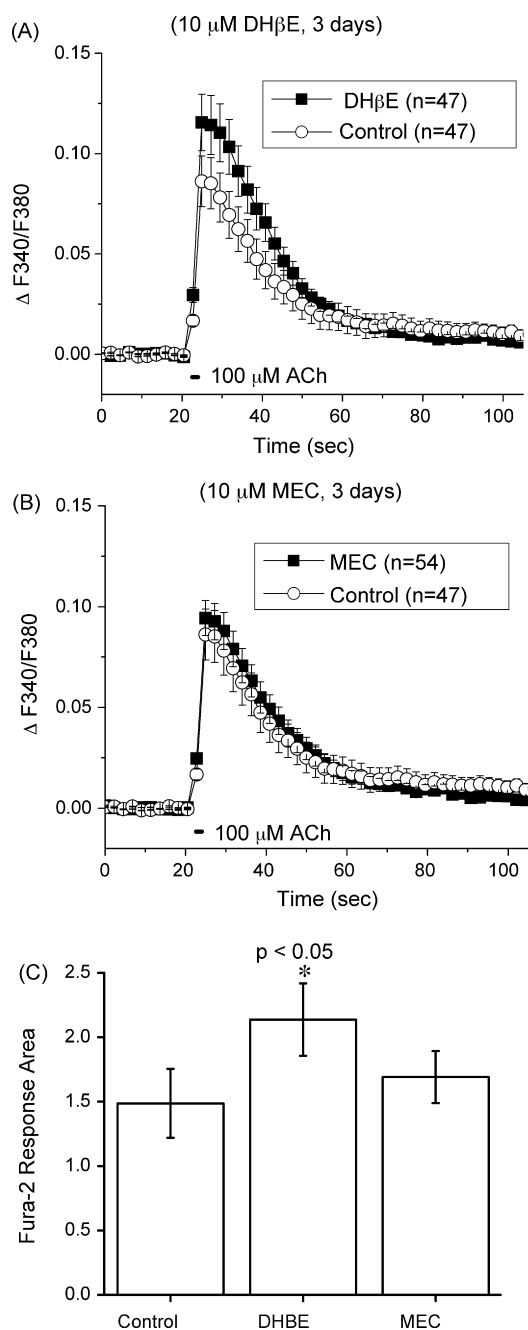 (A)
(10 μM DHβE, 3 days)
0.15
0.10
0.05
0.00
Δ F340/F380
DHβE (n=47)
Control (n=47)
100 μM ACh
0 20 40 60 80 100
Time (sec)
(B)
(10 μM MEC, 3 days)
0.15
0.10
0.05
0.00
Δ F340/F380
MEC (n=54)
Control (n=47)
100 μM ACh
0 20 40 60 80 100
Time (sec)
(C)
p < 0.05
*
2.5
2.0
1.5
1.0
0.5
0.0
Fura-2 Response Area
Control DHBE MEC